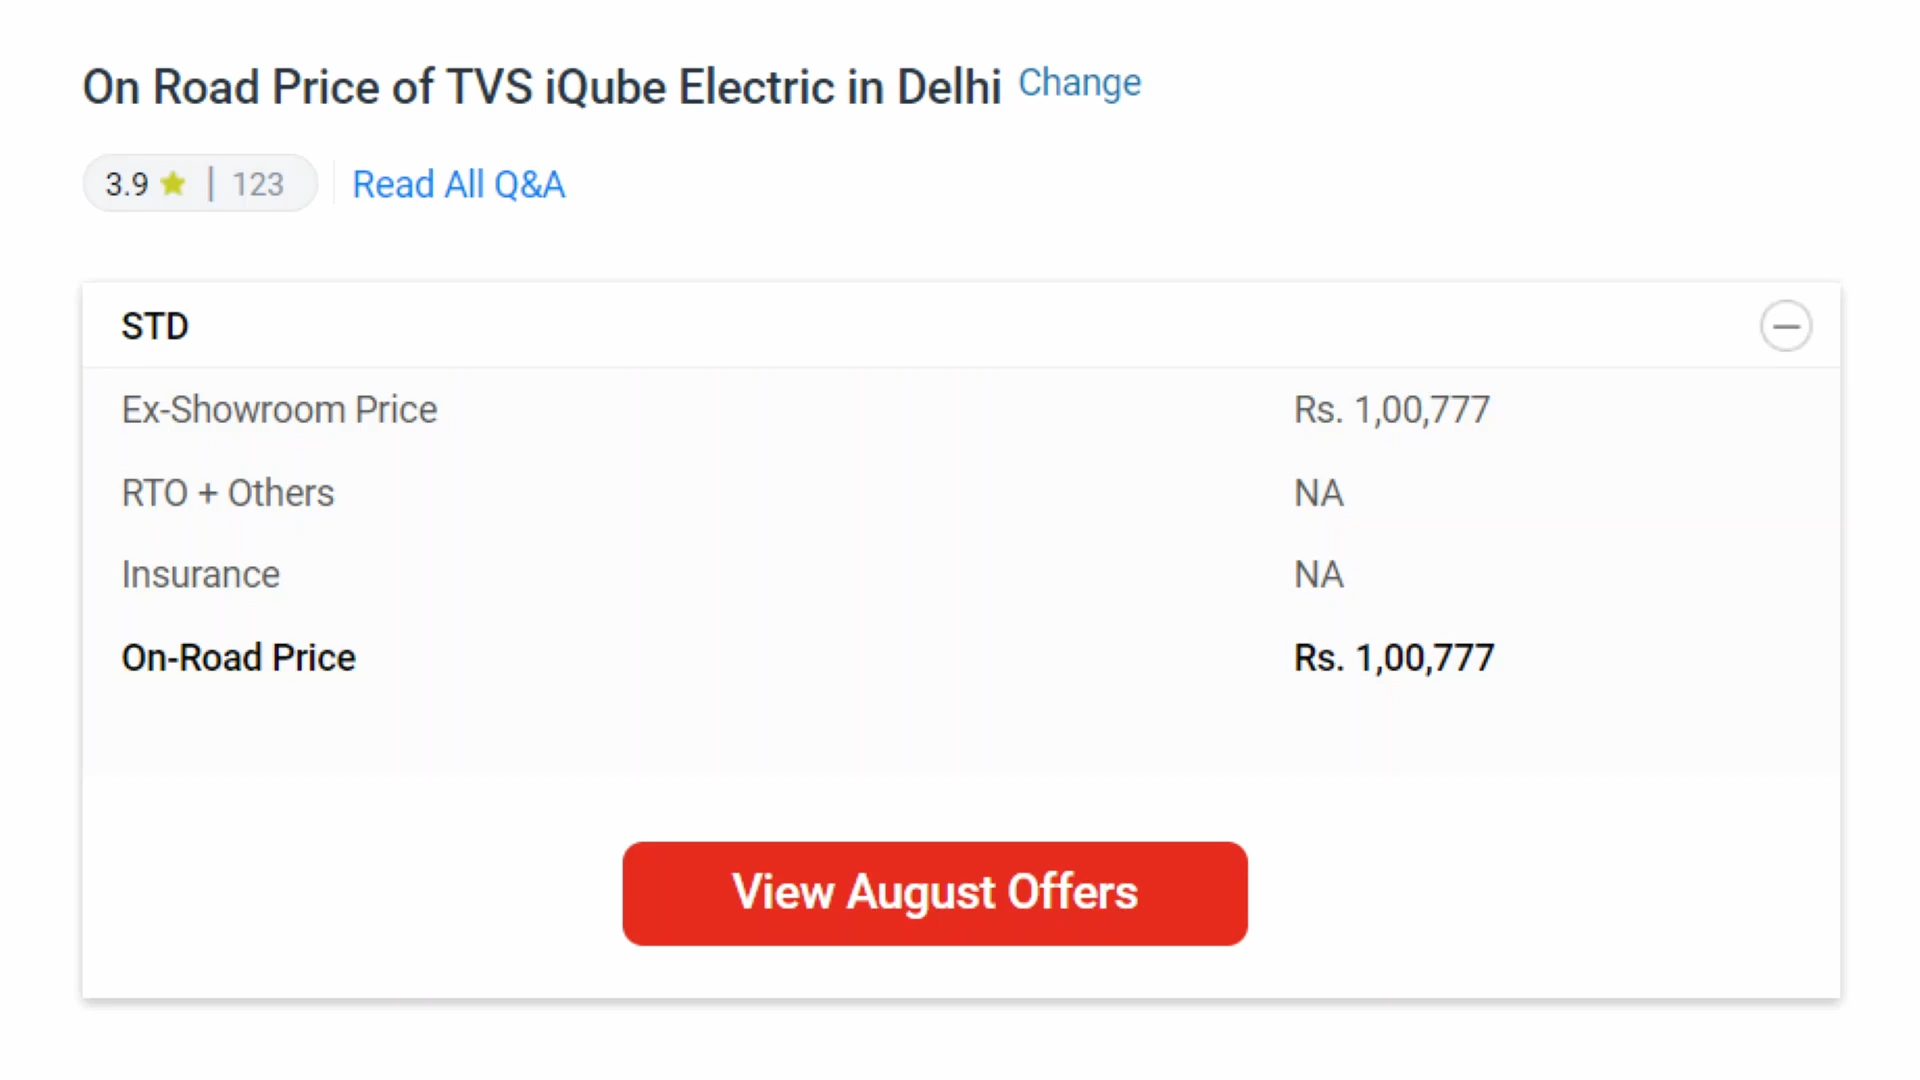 On Road Price of TVS iQube Electric in Delhi Change
3.9 | 123 Read All Q&A
STD
Ex-Showroom Price Rs. 1,00,777
RTO + Others NA
Insurance NA
On-Road Price Rs. 1,00,777
View August Offers